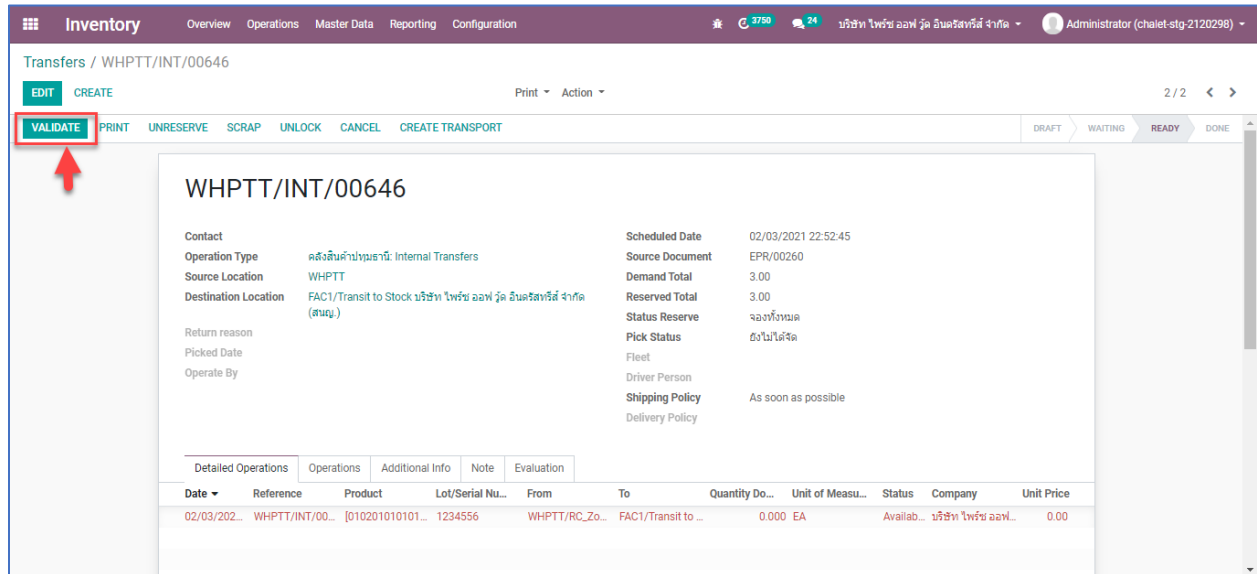 Inventory Overview Operations Master Data Reporting Configuration 3750 24 บริษัท ไพร์ซ ออฟ วู้ด อินดรัสทรีส์ จำกัด Administrator (chalet-stg-2120298)
Transfers / WHPTT/INT/00646
EDIT CREATE Print Action 2 / 2
VALIDATE PRINT UNRESERVE SCRAP UNLOCK CANCEL CREATE TRANSPORT DRAFT WAITING READY DONE
WHPTT/INT/00646
Contact
Operation Type คลังสินค้าปทุมธานี: Internal Transfers
Source Location WHPTT
Destination Location FAC1/Transit to Stock บริษัท ไพร์ซ ออฟ วู้ด อินดรัสทรีส์ จำกัด
(สนญ.)
Return reason
Picked Date
Operate By
Scheduled Date 02/03/2021 22:52:45
Source Document EPR/00260
Demand Total 3.00
Reserved Total 3.00
Status Reserve จองทั้งหมด
Pick Status ยังไม่ได้จัด
Fleet
Driver Person
Shipping Policy As soon as possible
Delivery Policy
Detailed Operations Operations Additional Info Note Evaluation
Date Reference Product Lot/Serial Nu... From To Quantity Do... Unit of Measu... Status Company Unit Price
02/03/202... WHPTT/INT/00... [010201010101... 1234556 WHPTT/RC_Zo... FAC1/Transit to ... 0.000 EA Availab... บริษัท ไพร์ซ ออฟ... 0.00